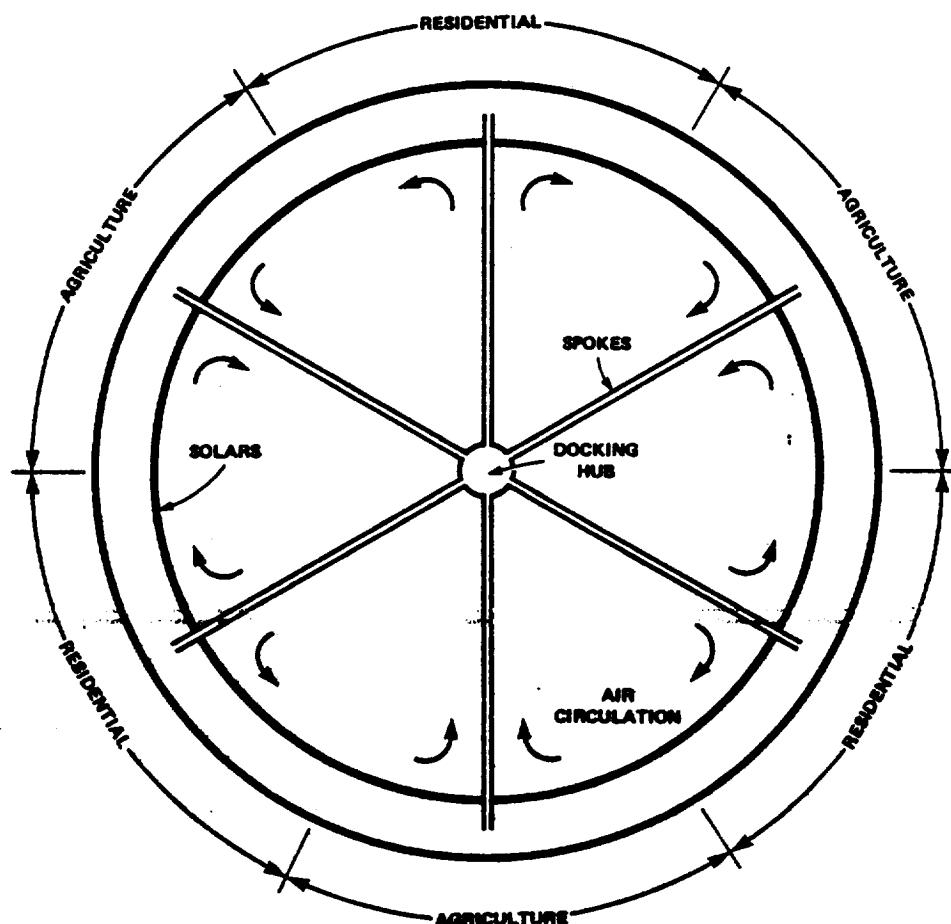 RESIDENTIAL
AGRICULTURE
AGRICULTURE
SPOKES
SOLARS
DOCKING
HUB
RESIDENTIAL
RESIDENTIAL
AIR
CIRCULATION
AGRICULTURE